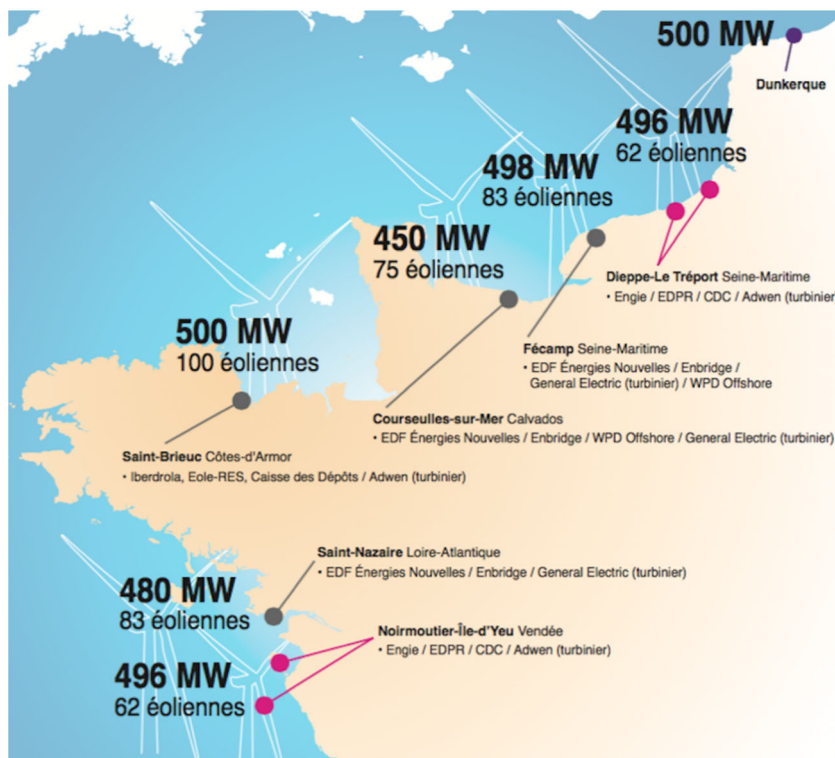 500 MW
Dunkerque
496 MW
62 éoliennes
498 MW
83 éoliennes
450 MW
75 éoliennes
Dieppe-Le Tréport Seine-Maritime
• Engie / EDPR / CDC / Adwen (turbinier
500 MW
100 éoliennes
Fécamp Seine-Maritime
• EDF Énergies Nouvelles / Enbridge /
General Electric (turbinier) / WPD Offshore
Courseulles-sur-Mer Calvados
• EDF Énergies Nouvelles / Enbridge / WPD Offshore / General Electric (turbinier)
Saint-Brieuc Côtes-d'Armor
• Iberdrola, Eole-RES, Caisse des Dépôts / Adwen (turbinier)
Saint-Nazaire Loire-Atlantique
• EDF Énergies Nouvelles / Enbridge / General Electric (turbinier)
480 MW
83 éoliennes
Noirmoutier-Île-d'Yeu Vendée
• Engie / EDPR / CDC / Adwen (turbinier)
496 MW
62 éoliennes